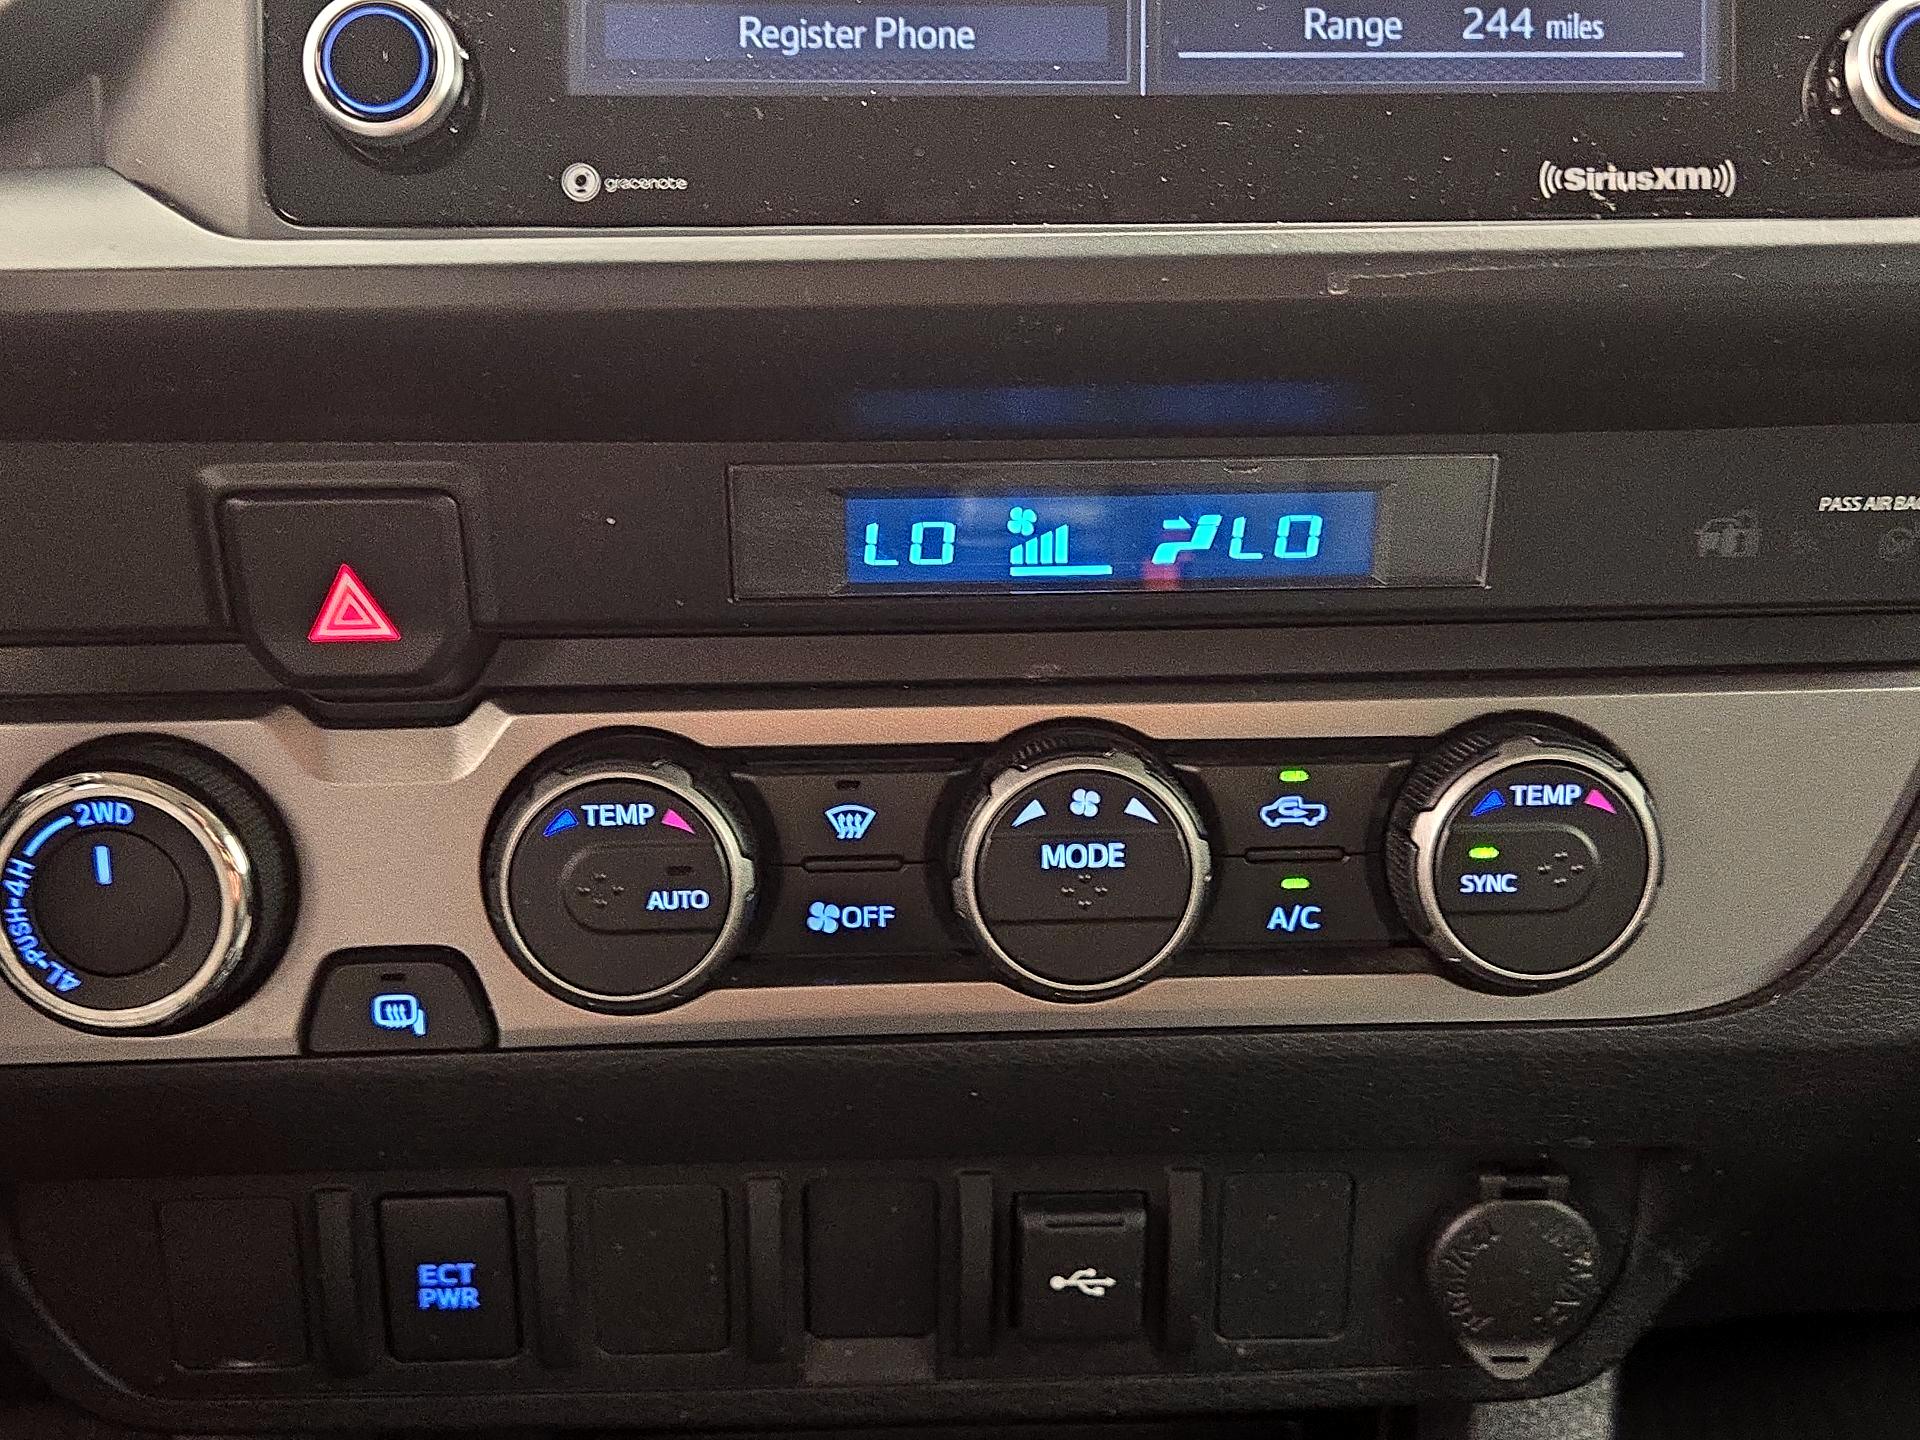 Register Phone
Range 244 miles
gracenote
((SiriusXM))
PASS AIR BAG
LO LO
2WD
4L-PUSH-4H
TEMP
AUTO
OFF
MODE
A/C
TEMP
SYNC
ECT
PWR